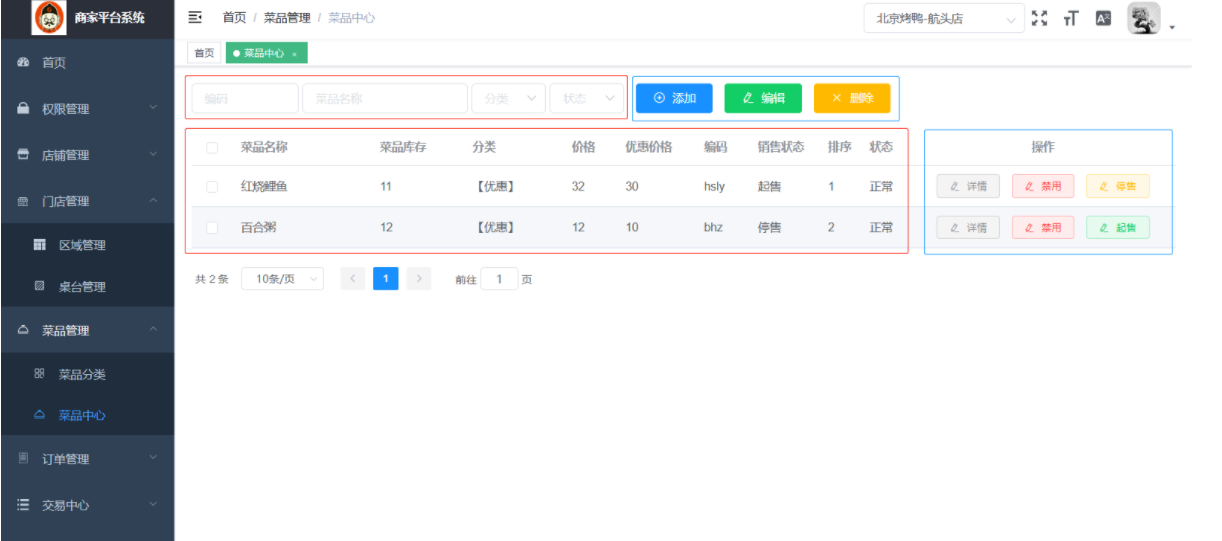 商家平台系统
首页 / 菜品管理 / 菜品中心
北京烤鸭-航头店
首页
菜品中心 ×
首页
权限管理
店铺管理
门店管理
区域管理
桌台管理
菜品管理
菜品分类
菜品中心
订单管理
交易中心
编码 菜品名称 分类 状态 添加 编辑 删除
菜品名称 菜品库存 分类 价格 优惠价格 编码 销售状态 排序 状态 操作
红烧鲤鱼 11 【优惠】 32 30 hsly 起售 1 正常 详情 禁用 停售
百合粥 12 【优惠】 12 10 bhz 停售 2 正常 详情 禁用 起售
共 2 条 10条/页 < 1 > 前往 1 页